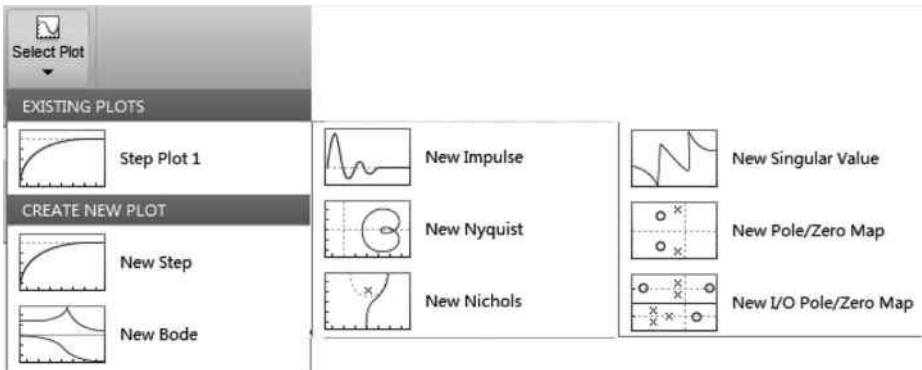 Select Plot
EXISTING PLOTS
Step Plot 1
CREATE NEW PLOT
New Step
New Bode
New Impulse
New Nyquist
New Nichols
New Singular Value
New Pole/Zero Map
New I/O Pole/Zero Map